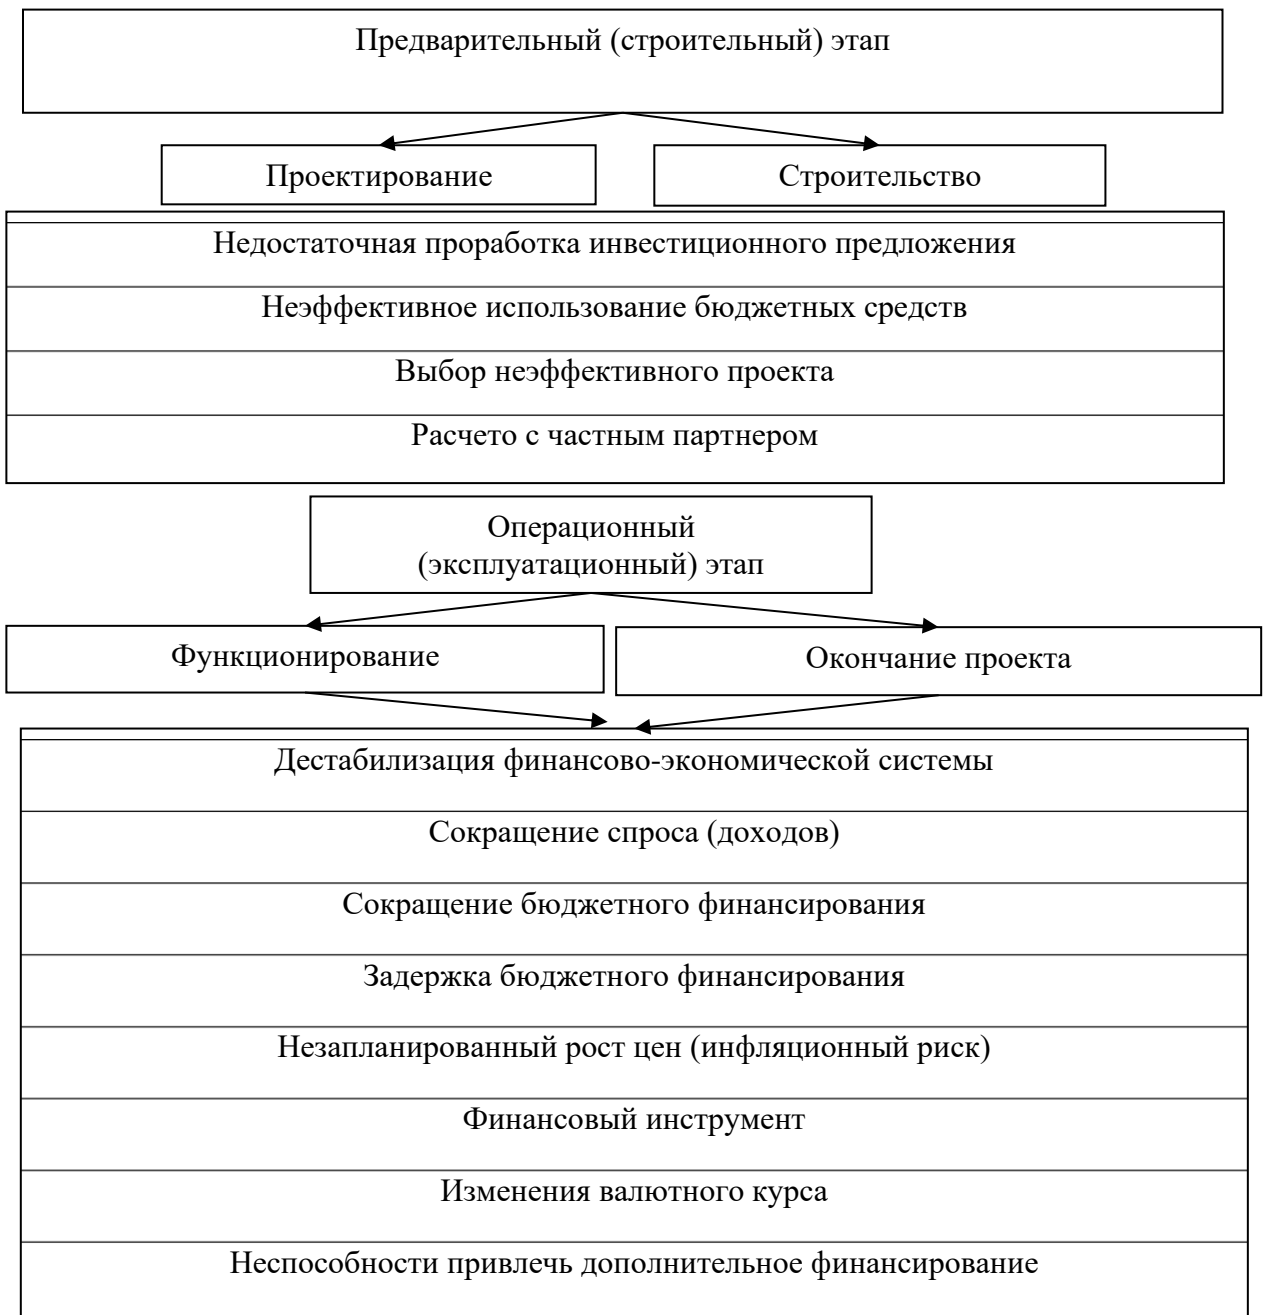 Предварительный (строительный) этап
Проектирование
Строительство
Недостаточная проработка инвестиционного предложения
Неэффективное использование бюджетных средств
Выбор неэффективного проекта
Расчето с частным партнером
Операционный
(эксплуатационный) этап
Функционирование
Окончание проекта
Дестабилизация финансово-экономической системы
Сокращение спроса (доходов)
Сокращение бюджетного финансирования
Задержка бюджетного финансирования
Незапланированный рост цен (инфляционный риск)
Финансовый инструмент
Изменения валютного курса
Неспособности привлечь дополнительное финансирование